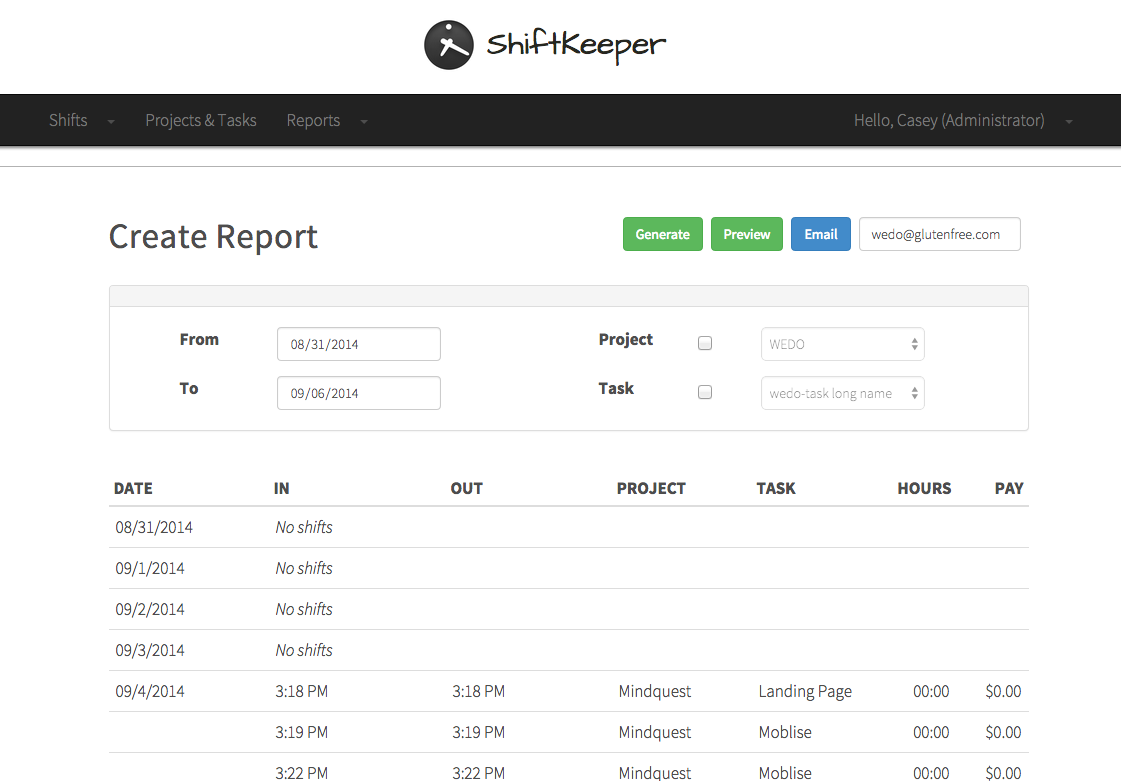 ShiftKeeper
Shifts Projects & Tasks Reports Hello, Casey (Administrator)
Create Report Generate Preview Email wedo@glutenfree.com
From 08/31/2014 Project WEDO
To 09/06/2014 Task wedo-task long name
DATE IN OUT PROJECT TASK HOURS PAY
08/31/2014 No shifts
09/1/2014 No shifts
09/2/2014 No shifts
09/3/2014 No shifts
09/4/2014 3:18 PM 3:18 PM Mindquest Landing Page 00:00 $0.00
3:19 PM 3:19 PM Mindquest Moblise 00:00 $0.00
3:22 PM 3:22 PM Mindquest Moblise 00:00 $0.00